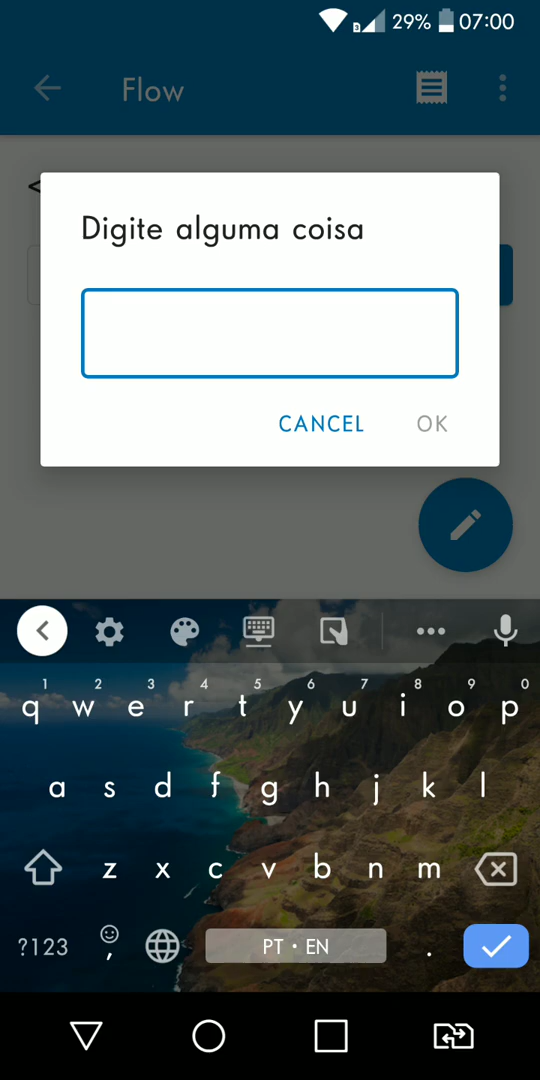 29% 07:00
Flow
Digite alguma coisa
CANCEL OK
1 2 3 4 5 6 7 8 9 0
q w e r t y u i o p
a s d f g h j k l
z x c v b n m
?123 , PT • EN .